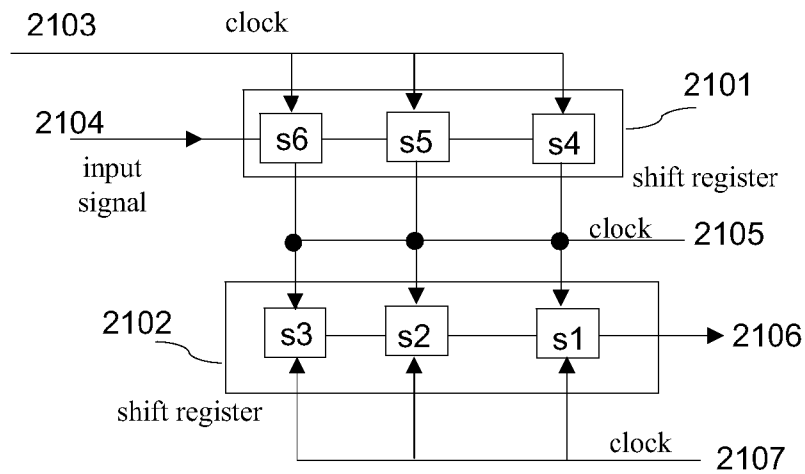 2103
clock
2101
2104
s6
s5
s4
input
signal
shift register
clock
2105
2102
s3
s2
s1
2106
shift register
clock
2107